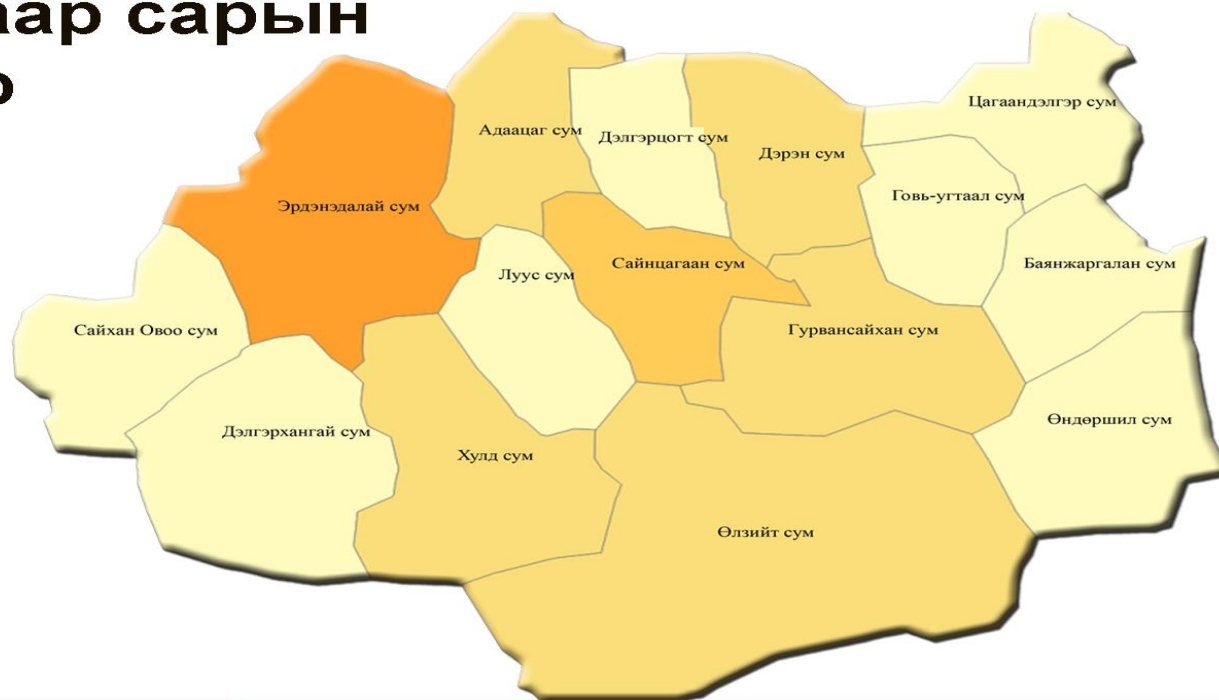 сарын
Цагаандэлгэр сум
Адаацаг сум
Дэлгэрцогт сум
Дэрэн сум
Говь-угтаал сум
Эрдэнэдалай сум
Сайнцагаан сум
Баянжаргалан сум
Луус сум
Сайхан Овоо сум
Гурвансайхан сум
Өндөршил сум
Дэлгэрхангай сум
Хулд сум
Өлзийт сум